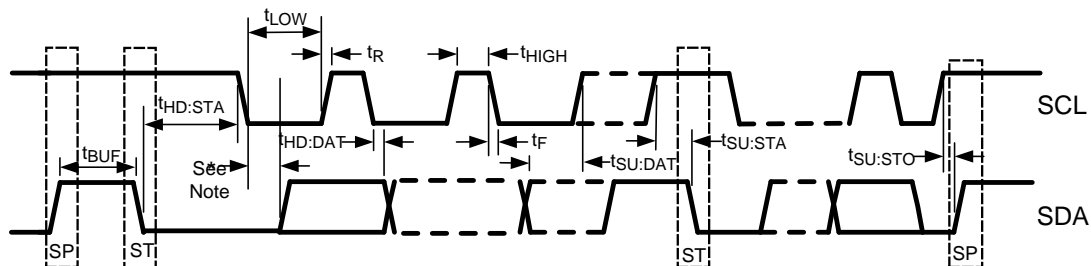 tLOW
tR
tHIGH
SCL
tHD:STA
tHD:DAT
tF
tSU:STA
tBUF
See*
Note
tSU:DAT
tSU:STO
SDA
SP
ST
ST
SP